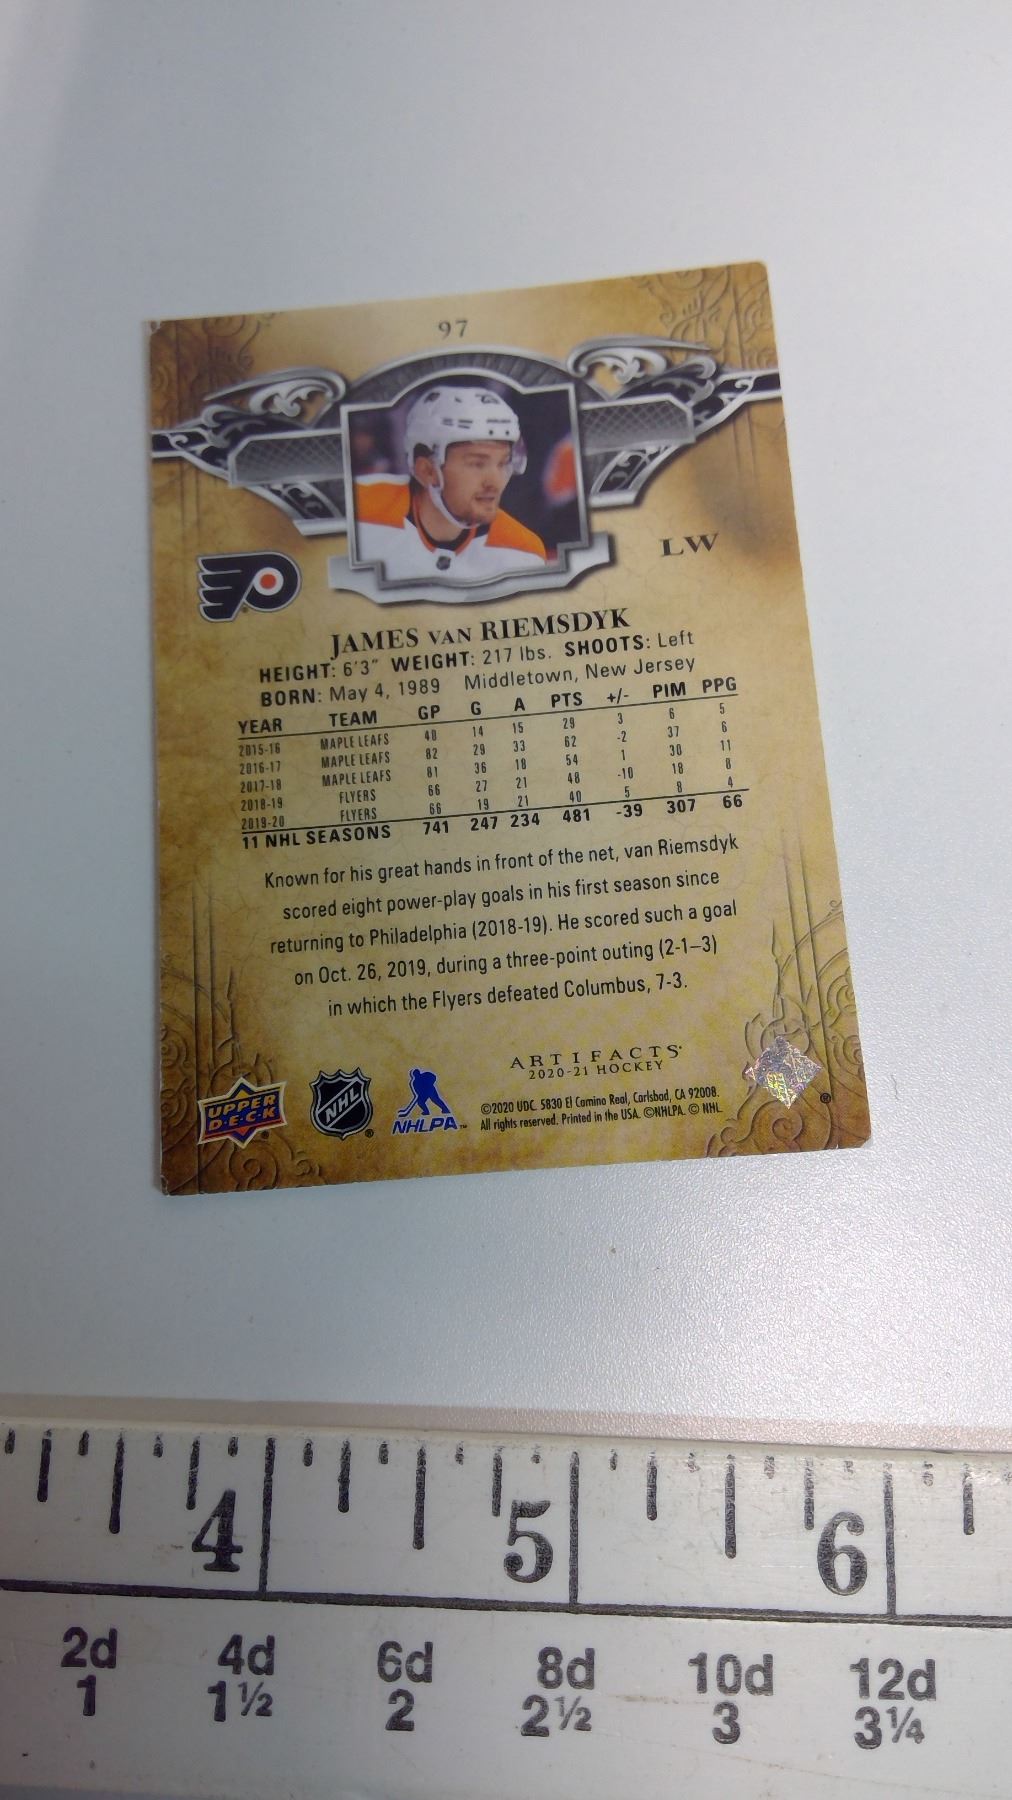 97
LW
JAMES VAN RIEMSDYK
HEIGHT: 6'3" WEIGHT: 217 lbs. SHOOTS: Left
BORN: May 4, 1989 Middletown, New Jersey
YEAR TEAM GP G A PTS +/- PIM PPG
2015-16 MAPLE LEAFS 40 14 15 29 3 6 5
2016-17 MAPLE LEAFS 82 29 33 62 -2 37 6
2017-18 MAPLE LEAFS 81 36 18 54 1 30 11
2018-19 FLYERS 66 27 21 48 -10 18 8
2019-20 FLYERS 66 19 21 40 5 8 4
11 NHL SEASONS 741 247 234 481 -39 307 66
Known for his great hands in front of the net, van Riemsdyk
scored eight power-play goals in his first season since
returning to Philadelphia (2018-19). He scored such a goal
on Oct. 26, 2019, during a three-point outing (2-1–3)
in which the Flyers defeated Columbus, 7-3.
ARTIFACTS
2020-21 HOCKEY
UPPER
D·E·C·K
NHL ®
NHLPA™
©2020 UDC. 5830 El Camino Real, Carlsbad, CA 92008.
All rights reserved. Printed in the USA. ©NHLPA. © NHL.
®
4 5 6
2d 4d 6d 8d 10d 12d
1 1½ 2 2½ 3 3¼